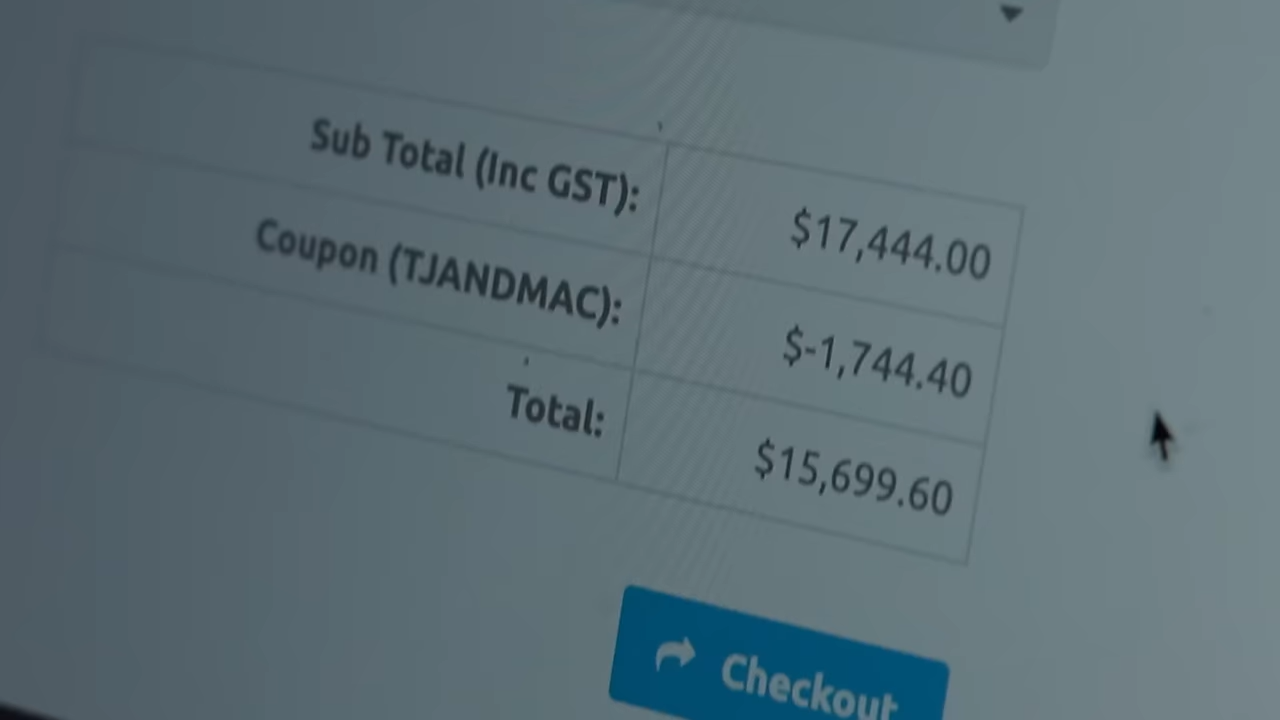 Sub Total (Inc GST): $17,444.00
Coupon (TJANDMAC): $-1,744.40
Total: $15,699.60
Checkout